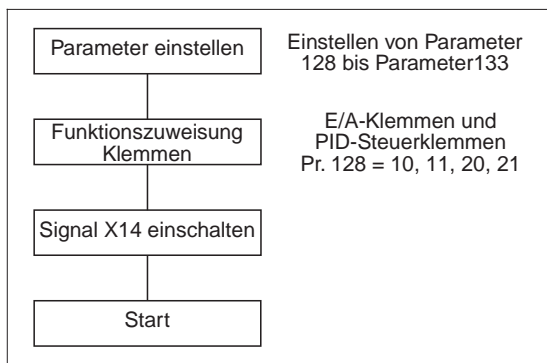 Parameter einstellen
Einstellen von Parameter
128 bis Parameter133
Funktionszuweisung
Klemmen
E/A-Klemmen und
PID-Steuerklemmen
Pr. 128 = 10, 11, 20, 21
Signal X14 einschalten
Start